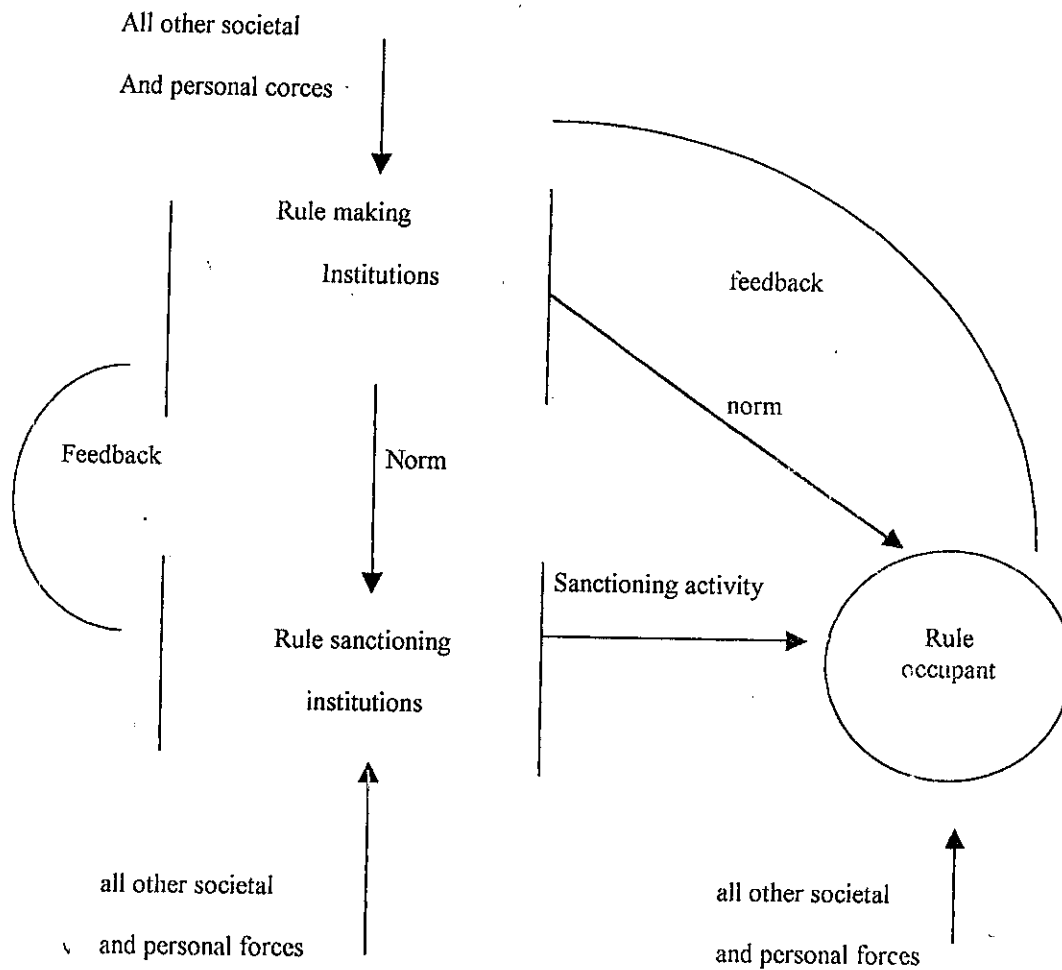 All other societal
And personal corces
Rule making
Institutions
feedback
norm
Feedback
Norm
Sanctioning activity
Rule sanctioning
institutions
Rule
occupant
all other societal
and personal forces
all other societal
and personal forces